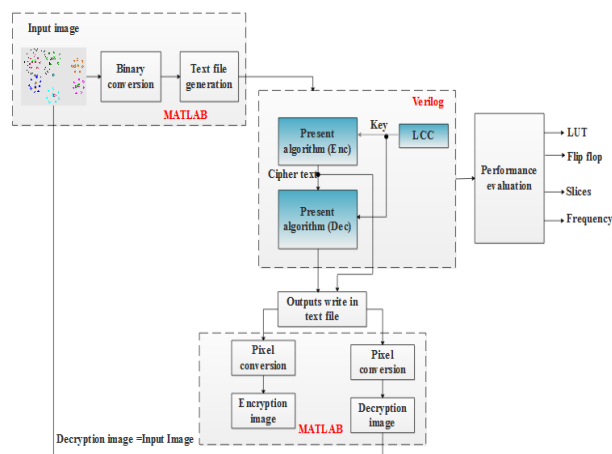 Input image
Binary
conversion
Text file
generation
MATLAB
Verilog
Present
algorithm (Enc)
Key
LCC
Cipher text
Present
algorithm (Dec)
Performance
evaluation
LUT
Flip flop
Slices
Frequency
Outputs write in
text file
Pixel
conversion
Encryption
image
Pixel
conversion
Decryption
image
MATLAB
Decryption image =Input Image